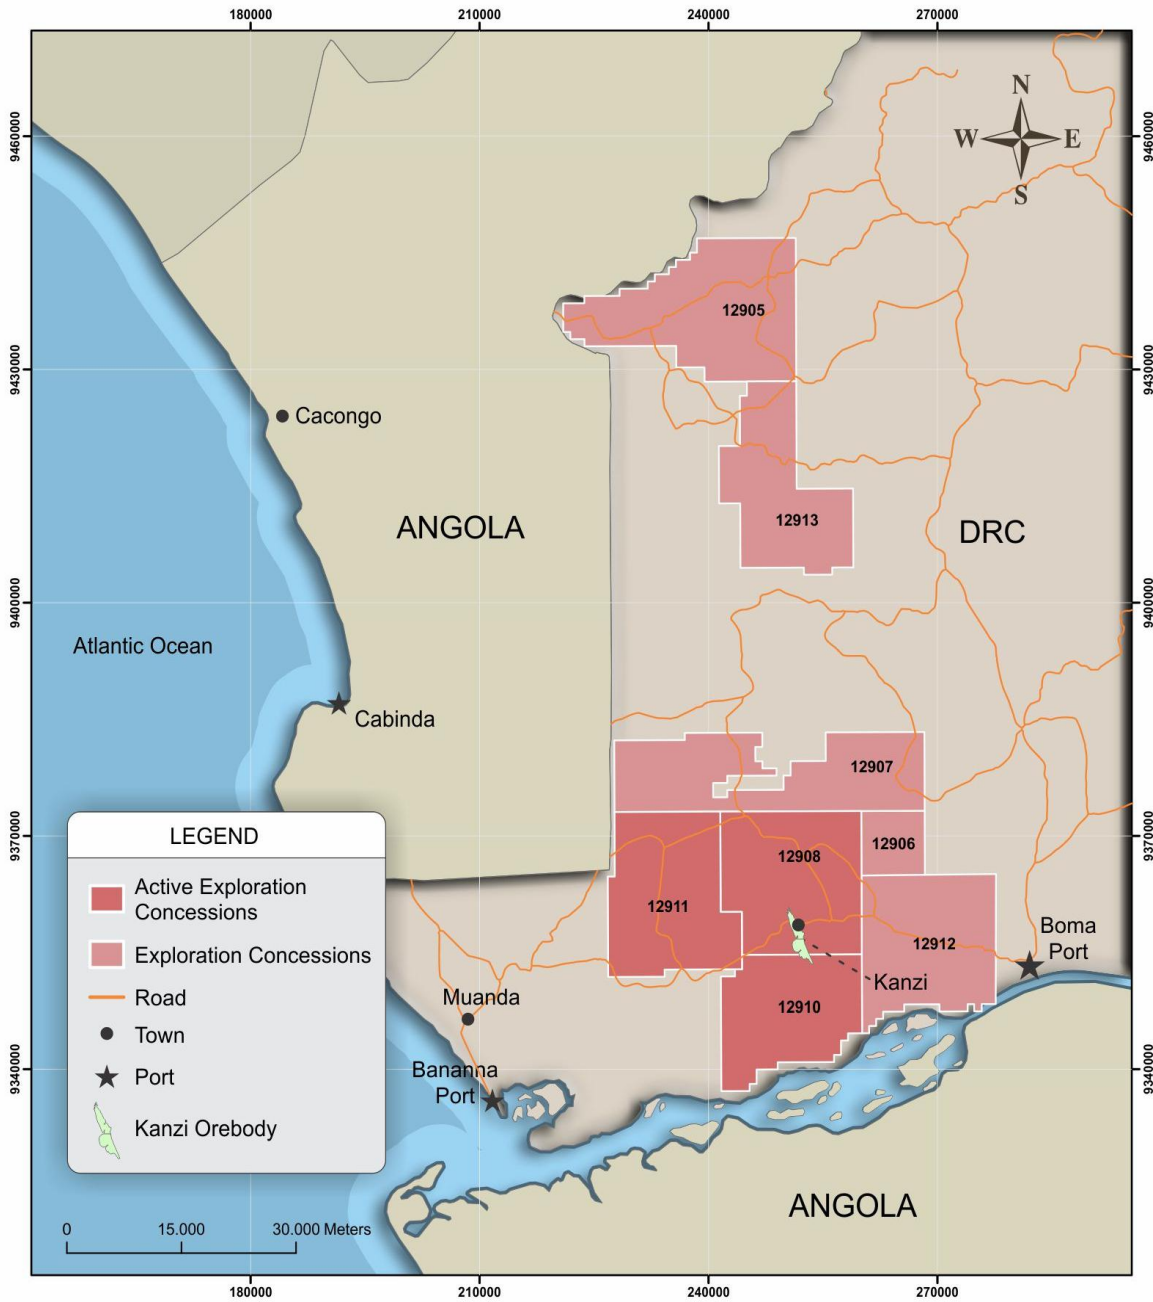 180000
210000
240000
270000
N
W E
S
9460000
9460000
12905
9430000
9430000
Cacongo
ANGOLA
12913
DRC
9400000
9400000
Atlantic Ocean
Cabinda
12907
LEGEND
9370000
9370000
12906
12908
Active Exploration
Concessions
12911
Boma
Port
12912
Exploration Concessions
Kanzi
Road
Muanda
12910
Town
Bananna
Port
9340000
9340000
Port
Kanzi Orebody
ANGOLA
0 15.000 30.000 Meters
180000
210000
240000
270000